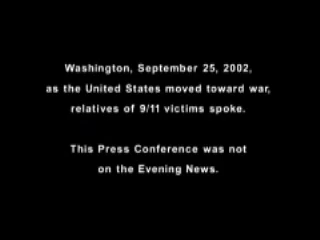 Washington, September 25, 2002,
as the United States moved toward war,
relatives of 9/11 victims spoke.
This Press Conference was not
on the Evening News.